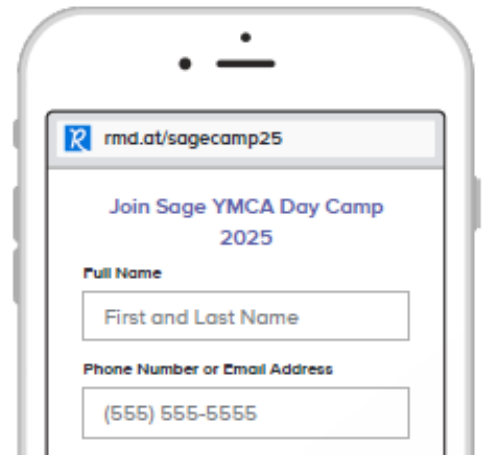 rmd.at/sagecamp25
Join Sage YMCA Day Camp
2025
Full Name
First and Last Name
Phone Number or Email Address
(555) 555-5555